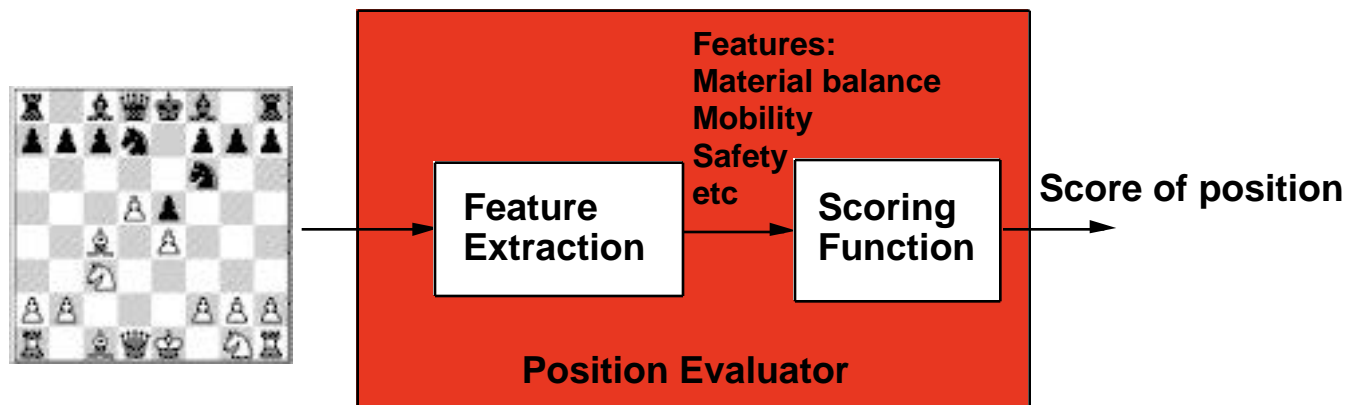 Features:
Material balance
Mobility
Safety
etc
Feature
Extraction
Scoring
Function
Score of position
Position Evaluator